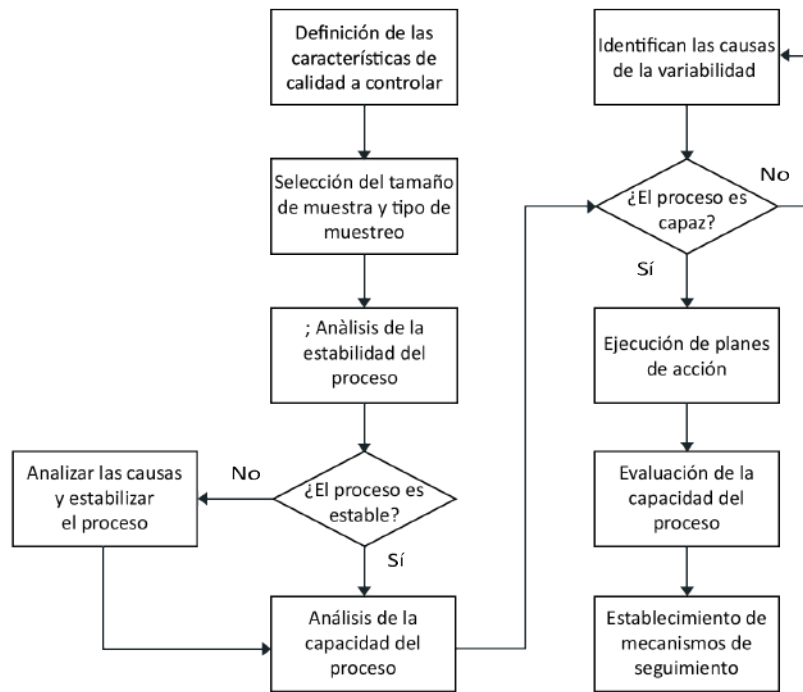 Definición de las
características de
calidad a controlar
Selección del tamaño
de muestra y tipo de
muestreo
; Anàlisis de la
estabilidad del
proceso
¿El proceso es
estable?
No
Analizar las causas
y estabilizar
el proceso
Sí
Análisis de la
capacidad del
proceso
Identifican las causas
de la variabilidad
¿El proceso es
capaz?
No
Sí
Ejecución de planes
de acción
Evaluación de la
capacidad del
proceso
Establecimiento de
mecanismos de
seguimiento